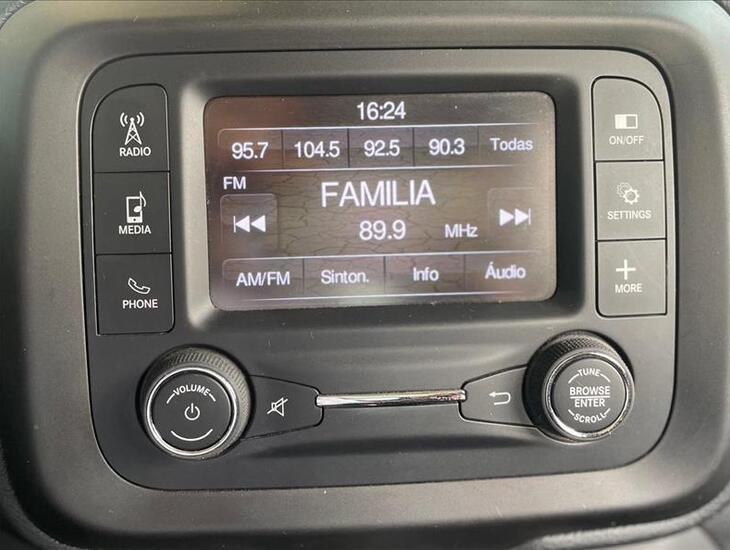 16:24
95.7 104.5 92.5 90.3 Todas
FM
FAMILIA
89.9 MHz
AM/FM Sinton. Info Áudio
RADIO
MEDIA
PHONE
ON/OFF
SETTINGS
MORE
VOLUME
TUNE
BROWSE
ENTER
SCROLL